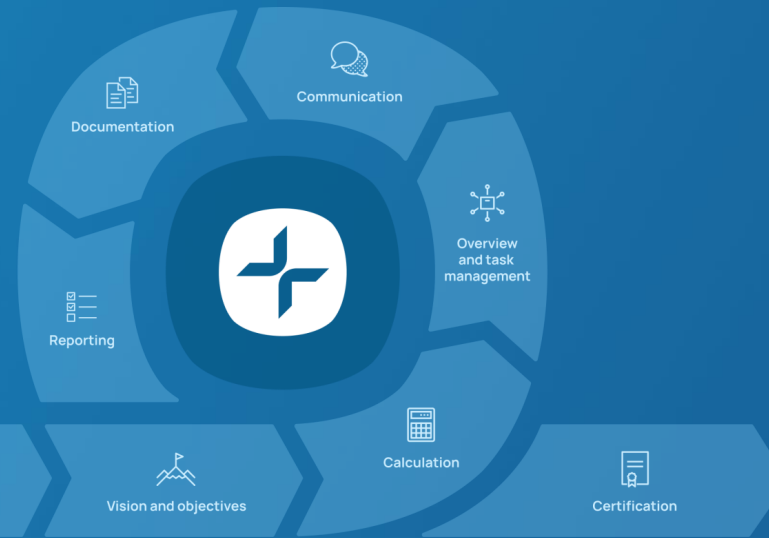 Communication
Documentation
Overview
and task
management
Reporting
Calculation
Vision and objectives
Certification